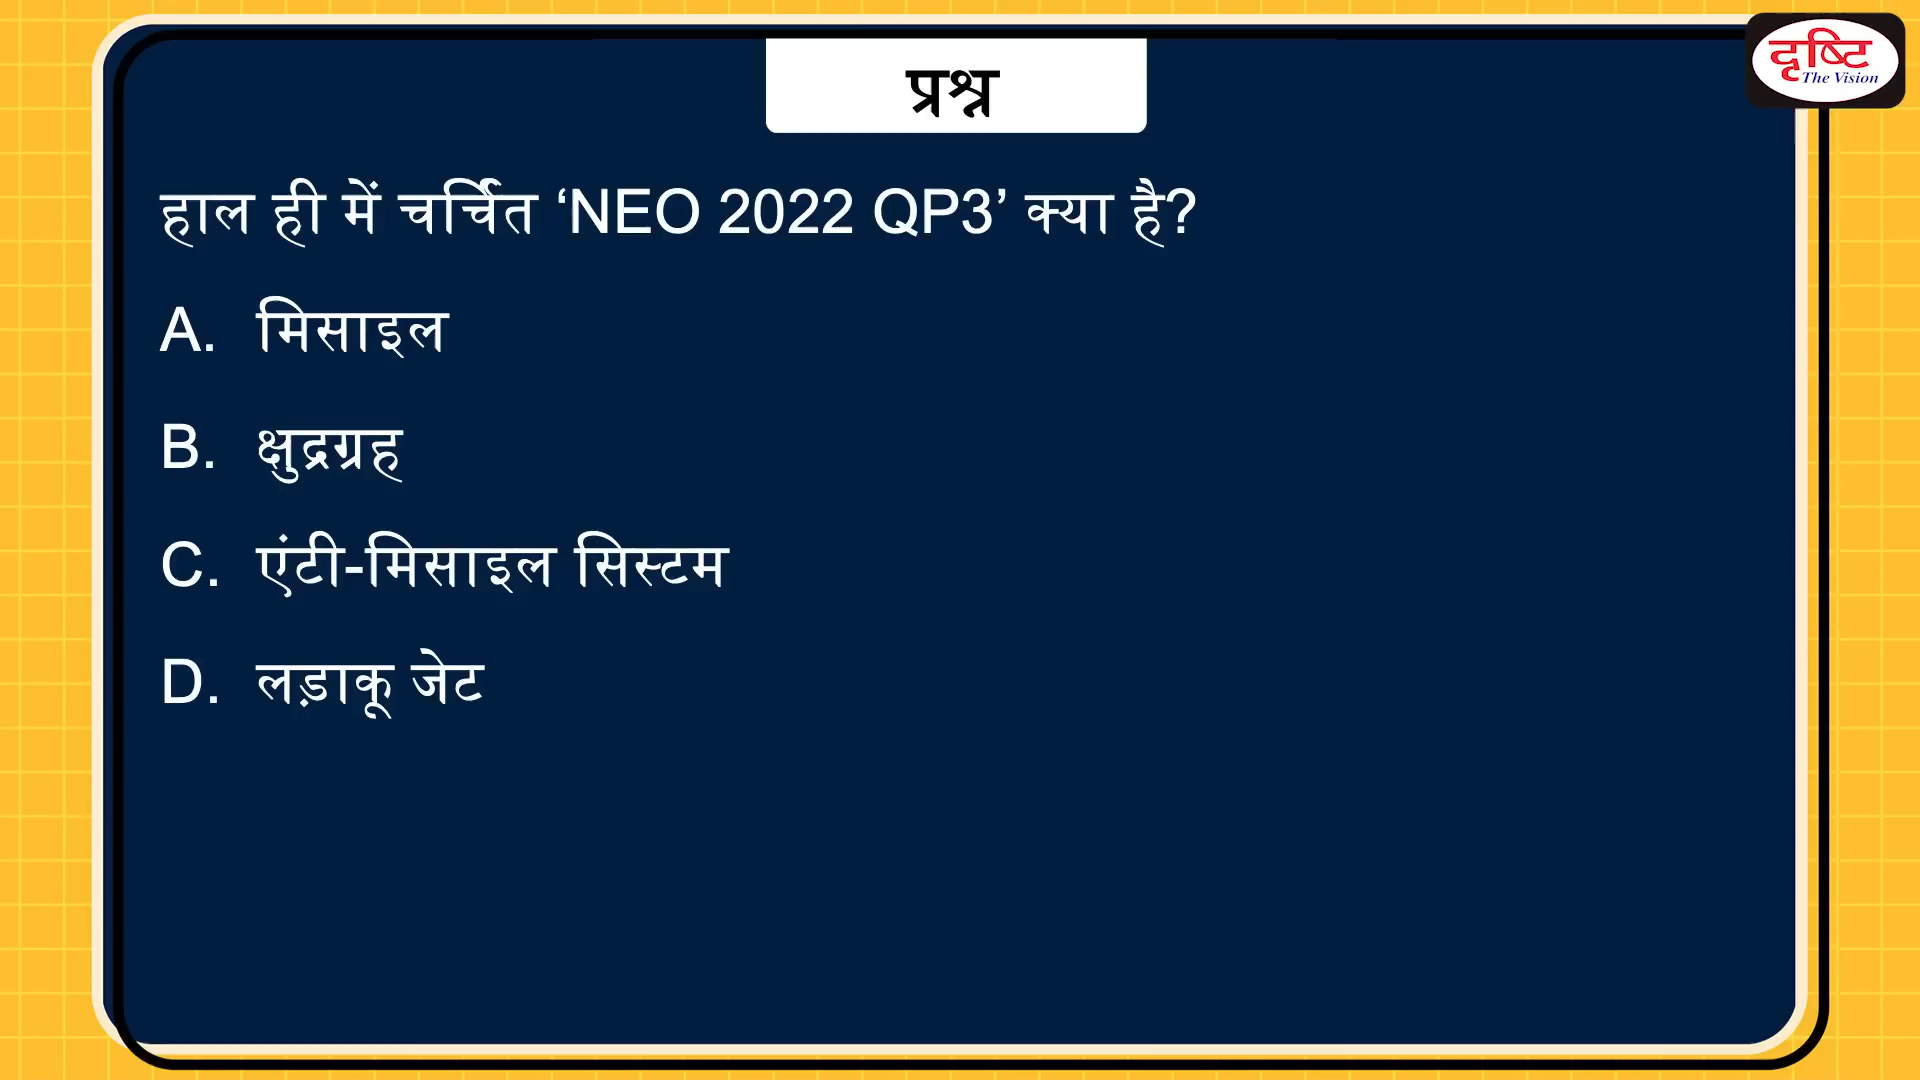 दृष्टि
The Vision
प्रश्न
हाल ही में चर्चित ‘NEO 2022 QP3’ क्या है?
A. मिसाइल
B. क्षुद्रग्रह
C. एंटी-मिसाइल सिस्टम
D. लड़ाकू जेट